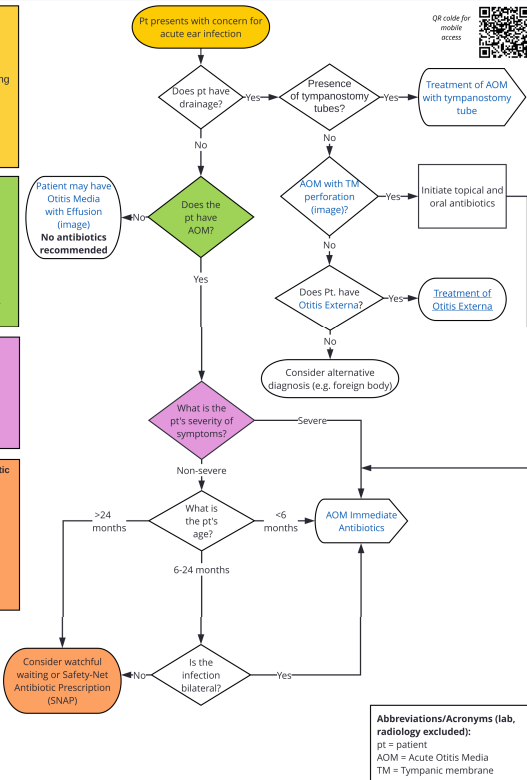 Pt presents with concern for
acute ear infection
QR calde for
mobile
access
ing
Does pt have
drainage?
Yes
Presence
of tympanostomy
tubes?
Yes
Treatment of AOM
with tympanostomy
tube
No
No
Patient may have
Otitis Media
with Effusion
(image)
No antibiotics
recommended
No
Does the
pt have
AOM?
AOM with TM
perforation
(image)?
Yes
Initiate topical and
oral antibiotics
No
Yes
Does Pt. have
Otitis Externa?
Yes
Treatment of
Otitis Externa
No
Consider alternative
diagnosis (e.g. foreign body)
What is the
pt's severity of
symptoms?
Severe
tic
Non-severe
>24
months
What is
the pt's
age?
<6
months
AOM Immediate
Antibiotics
6-24 months
Consider watchful
waiting or Safety-Net
Antibiotic Prescription
(SNAP)
No
Is the
infection
bilateral?
Yes
Abbreviations/Acronyms (lab,
radiology excluded):
pt = patient
AOM = Acute Otitis Media
TM = Tympanic membrane